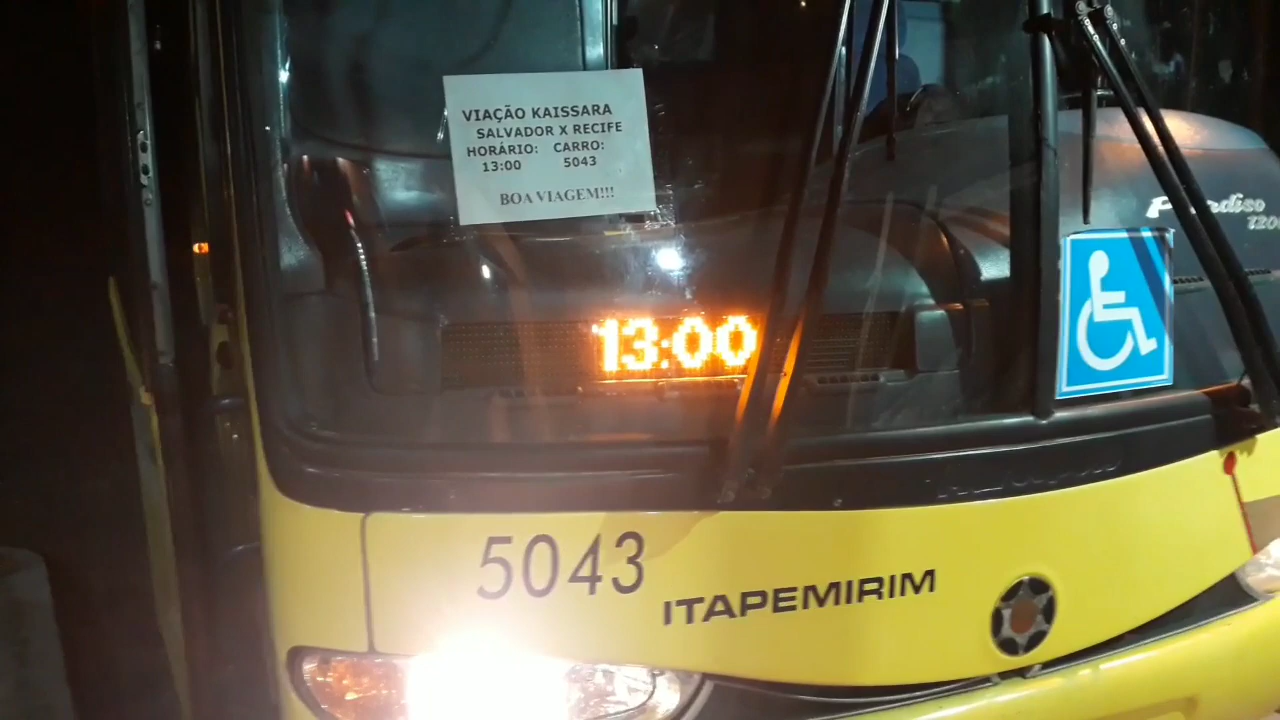 VIAÇÃO KAISSARA
SALVADOR X RECIFE
HORÁRIO: CARRO:
13:00 5043
BOA VIAGEM!!!
13:00
5043
ITAPEMIRIM